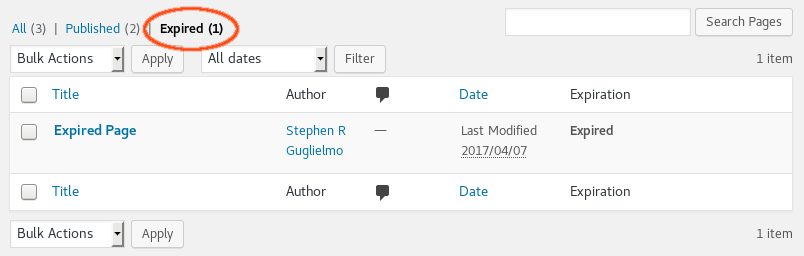 All (3) | Published (2) | Expired (1)
Search Pages
Bulk Actions Apply All dates Filter 1 item
Title Author Date Expiration
Expired Page Stephen R Guglielmo — Last Modified 2017/04/07 Expired
Title Author Date Expiration
Bulk Actions Apply 1 item